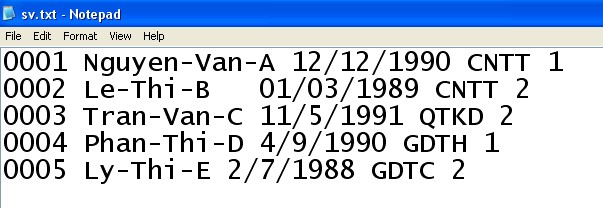 sv.txt - Notepad
File Edit Format View Help
0001 Nguyen-Van-A 12/12/1990 CNTT 1
0002 Le-Thi-B   01/03/1989 CNTT 2
0003 Tran-Van-C 11/5/1991 QTKD 2
0004 Phan-Thi-D 4/9/1990 GDTH 1
0005 Ly-Thi-E 2/7/1988 GDTC 2